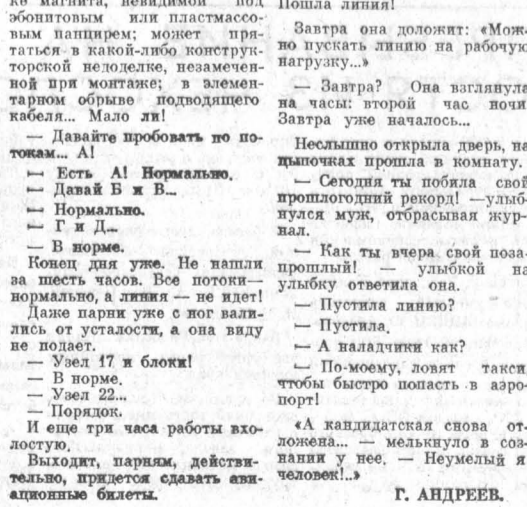 ке магнита, невидимой под
эбонитовым или пластмассо-
вым панцирем; может пря-
таться в какой-либо конструк-
торской недоделке, незамечен-
ной при монтаже; в элемен-
тарном обрыве подводящего
кабеля... Мало ли!
— Давайте пробовать по по-
токам... А!
— Есть А! Нормально.
— Давай Б и В...
— Нормально.
— Г и Д...
— В норме.
Конец дня уже. Не нашли
за шесть часов. Все потоки—
нормально, а линия — не идет!
Даже парни уже с ног вали-
лись от усталости, а она виду
не подает.
— Узел 17 и блоки!
— В норме.
— Узел 22...
— Порядок.
И еще три часа работы вхо-
лостую.
Выходит, парням, действи-
тельно, придется сдавать ави-
ационные билеты.
Пошла линия!
Завтра она доложит: «Мож-
но пускать линию на рабочую
нагрузку...»
— Завтра? Она взглянула
на часы: второй час ночи.
Завтра уже началось...
Неслышно открыла дверь, на
цыпочках прошла в комнату.
— Сегодня ты побила свой
прошлогодний рекорд! —улыб-
нулся муж, отбрасывая жур-
нал.
— Как ты вчера свой поза-
прошлый! — улыбкой на
улыбку ответила она.
— Пустила линию?
— Пустила.
— А наладчики как?
— По-моему, ловят такси,
чтобы быстро попасть в аэро-
порт!
«А кандидатская снова от-
ложена... — мелькнуло в соз-
нании у нее. — Неумелый я
человек!..»
Г. АНДРЕЕВ.